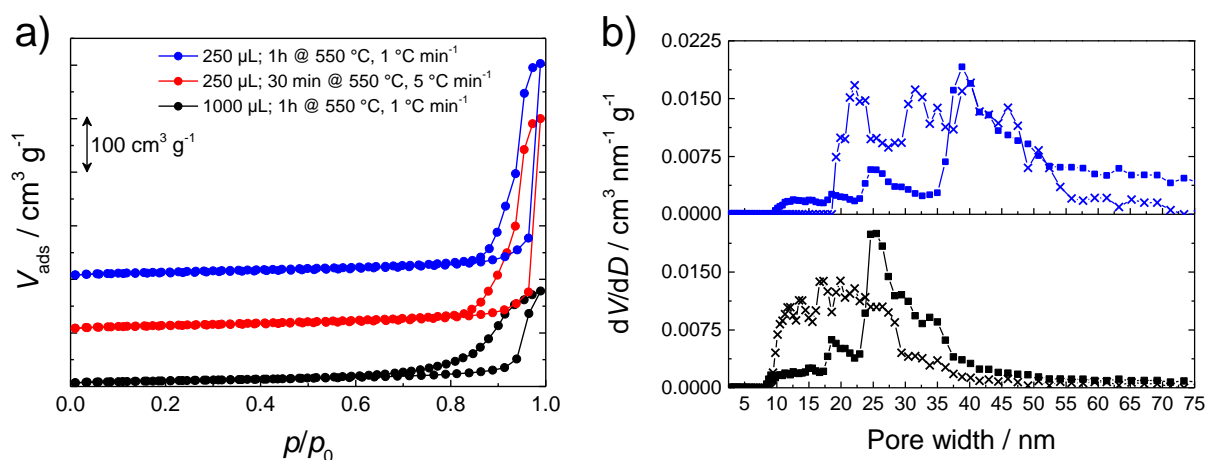 a)
250 μL; 1h @ 550 °C, 1 °C min⁻¹
250 μL; 30 min @ 550 °C, 5 °C min⁻¹
1000 μL; 1h @ 550 °C, 1 °C min⁻¹
100 cm³ g⁻¹
V_ads / cm³ g⁻¹
0.0 0.2 0.4 0.6 0.8 1.0
p/p₀
b)
0.0225
0.0150
0.0075
0.0000
0.0150
0.0075
0.0000
dV/dD / cm³ nm⁻¹ g⁻¹
5 10 15 20 25 30 35 40 45 50 55 60 65 70 75
Pore width / nm